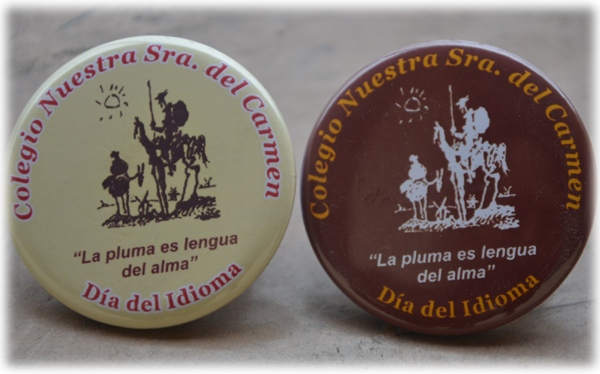 Colegio Nuestra Sra. del Carmen
"La pluma es lengua
del alma"
Día del Idioma
Colegio Nuestra Sra. del Carmen
"La pluma es lengua
del alma"
Día del Idioma